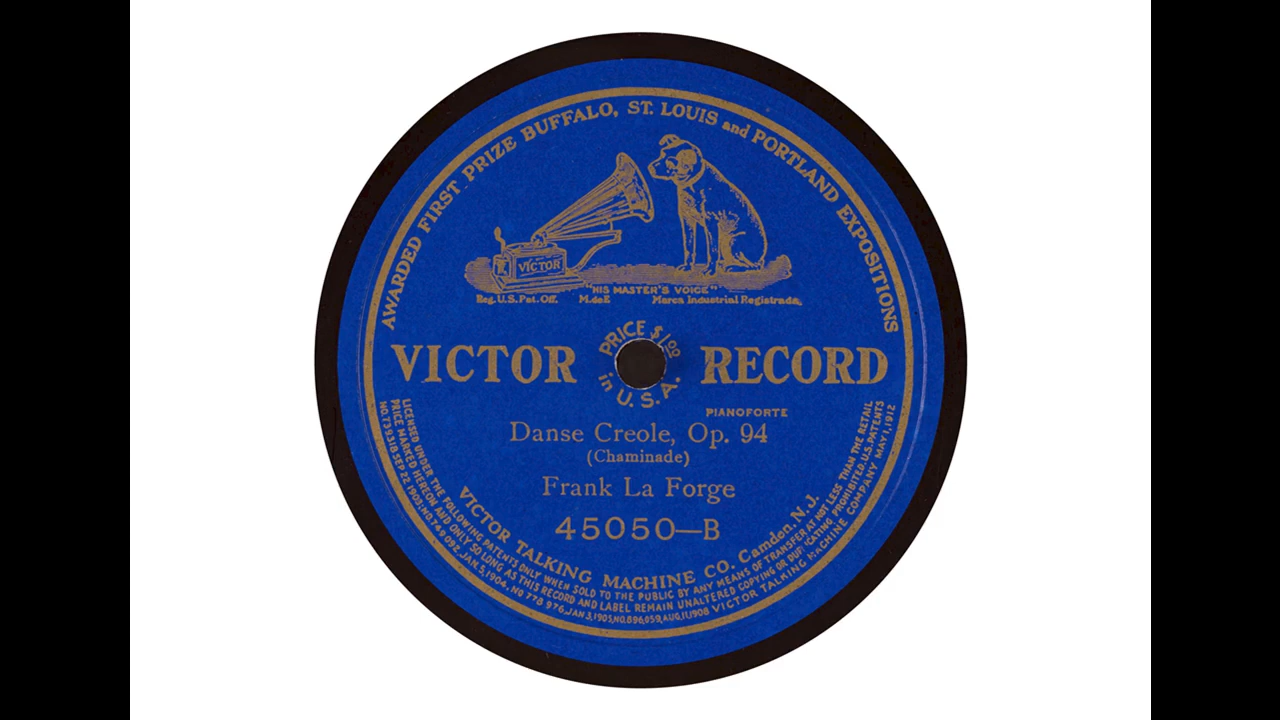 AWARDED FIRST PRIZE BUFFALO, ST. LOUIS and PORTLAND EXPOSITIONS
VICTOR
"HIS MASTER'S VOICE"
Reg. U.S. Pat. Off. M. de E Marca Industrial Registrada.
PRICE $1.00
in U.S.A.
VICTOR RECORD
PIANOFORTE
Danse Creole, Op. 94
(Chaminade)
Frank La Forge
45050—B
VICTOR TALKING MACHINE CO. Camden, N.J.
LICENSED UNDER THE FOLLOWING PATENTS ONLY WHEN SOLD TO THE PUBLIC BY ANY MEANS OF TRANSFER AT NOT LESS THAN THE RETAIL
PRICE MARKED HEREON AND ONLY SO LONG AS THIS RECORD AND LABEL REMAIN UNALTERED COPYING OR DUPLICATING PROHIBITED. U.S. PATENTS
NO. 739318 SEP. 22 1903, NO. 749 092, JAN. 5, 1904, NO 778 976, JAN 3, 1905, NO. 896,059, AUG. 11, 1908 VICTOR TALKING MACHINE COMPANY MAY 1, 1912